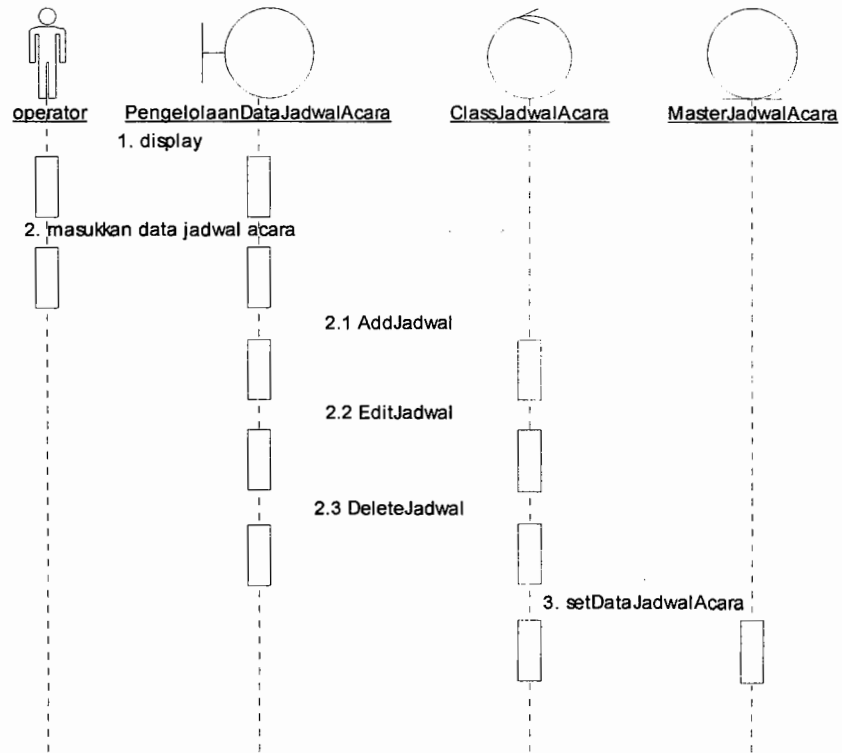 operator
PengelolaanDataJadwalAcara
ClassJadwalAcara
MasterJadwalAcara
1. display
2. masukkan data jadwal acara
2.1 AddJadwal
2.2 EditJadwal
2.3 DeleteJadwal
3. setDataJadwalAcara